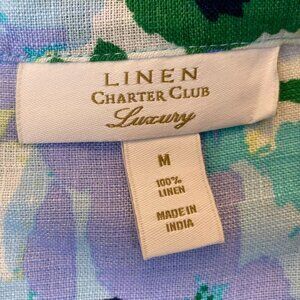 LINEN
CHARTER CLUB
Luxury
M
100%
LINEN
MADE IN
INDIA